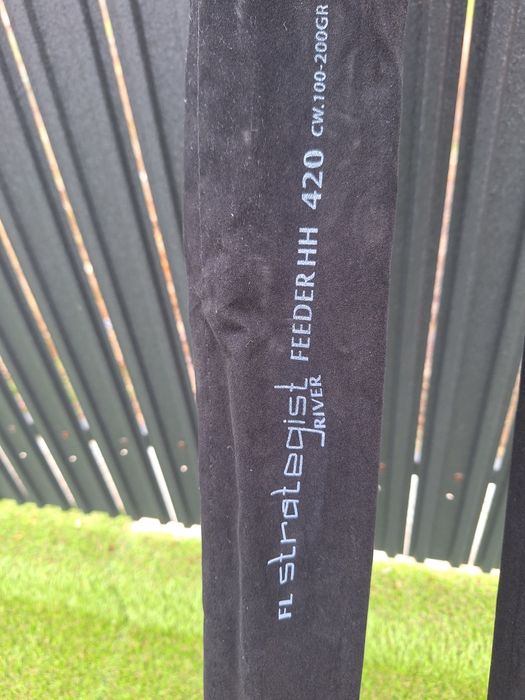 FL strategist FEEDER HH 420 CW.100-200GR
RIVER